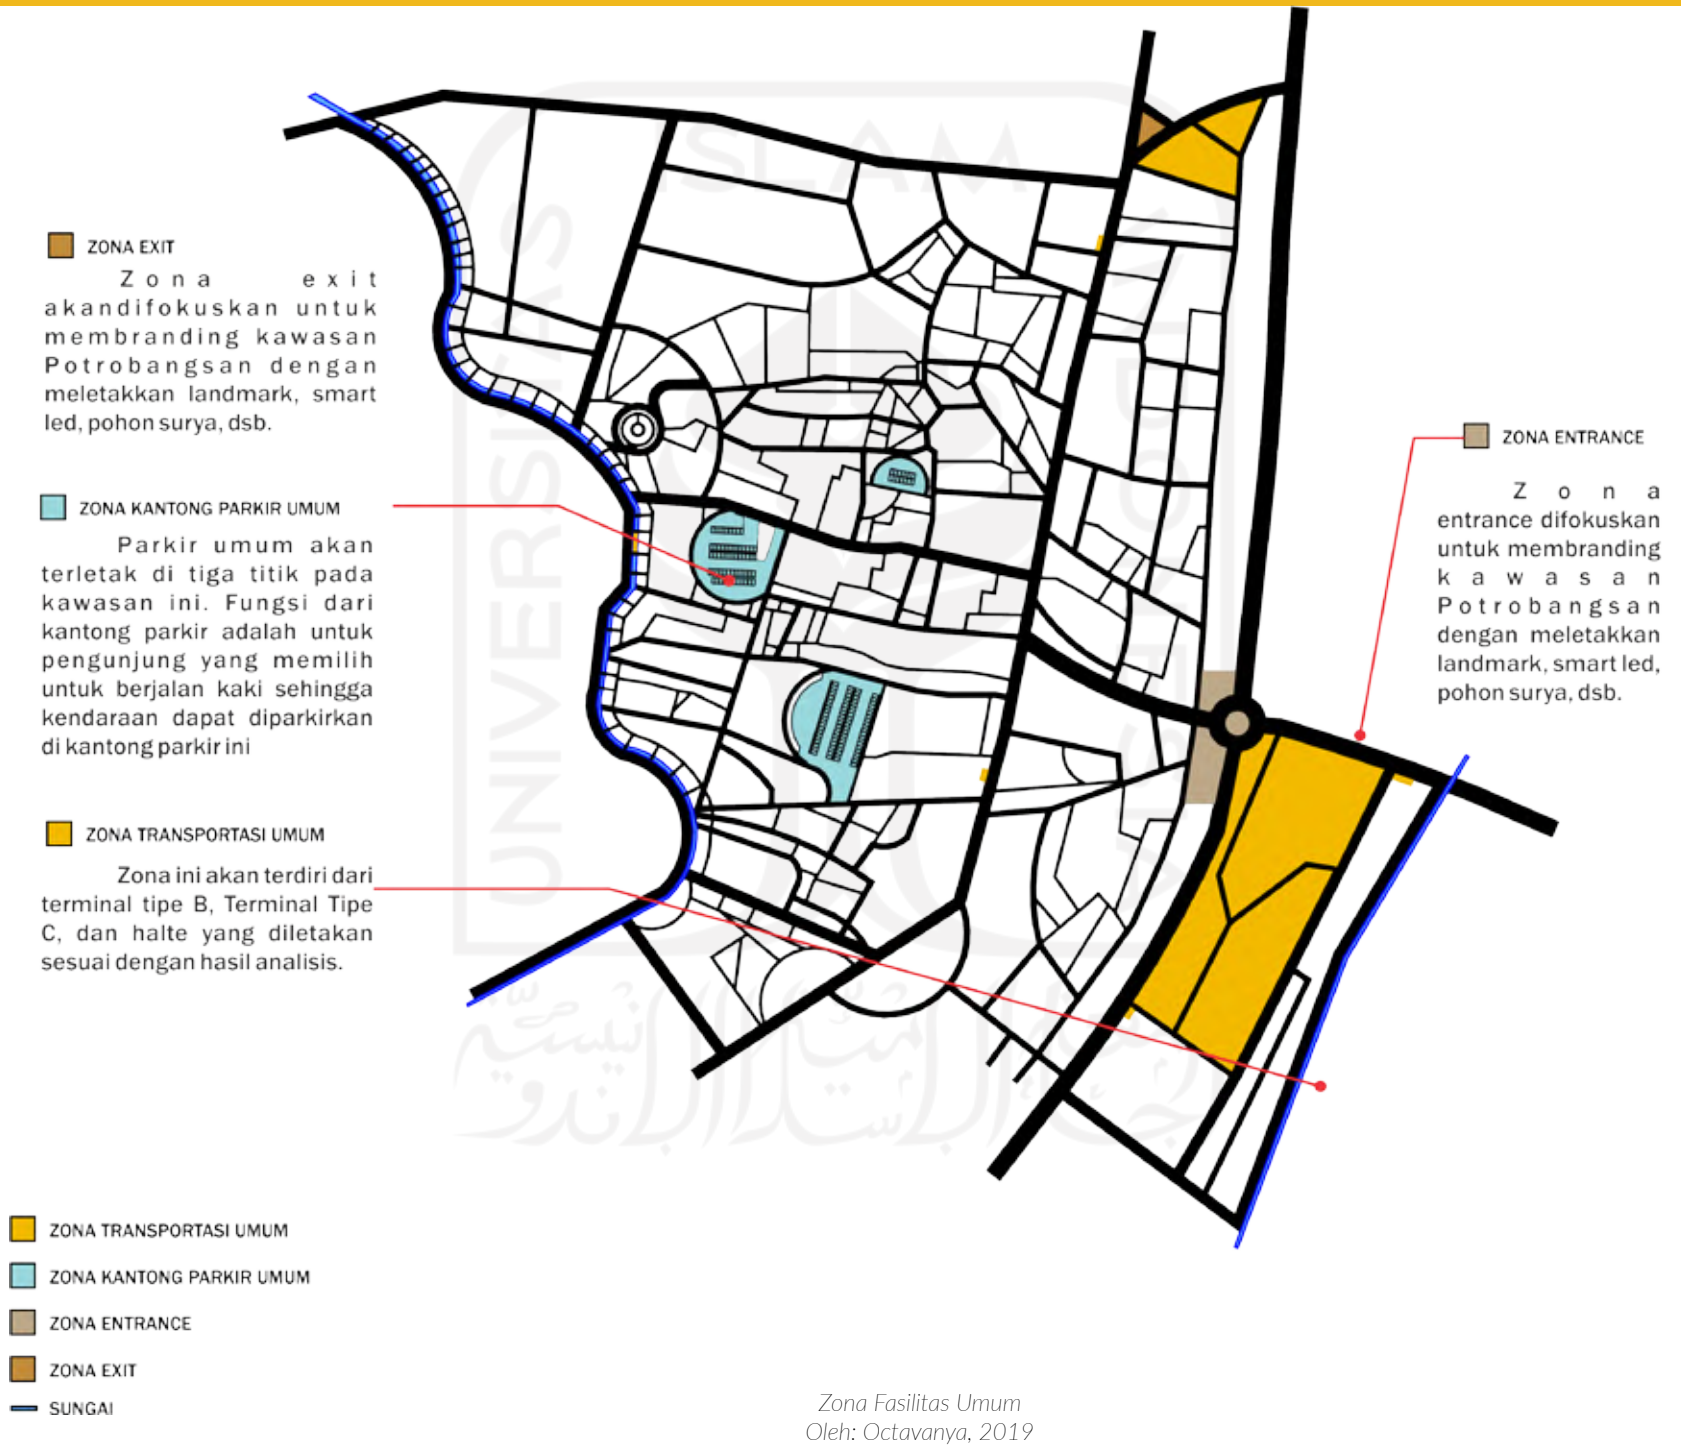 ZONA EXIT
Zona exit
akandifokuskan untuk
membranding kawasan
Potrobangsan dengan
meletakkan landmark, smart
led, pohon surya, dsb.
ZONA KANTONG PARKIR UMUM
Parkir umum akan
terletak di tiga titik pada
kawasan ini. Fungsi dari
kantong parkir adalah untuk
pengunjung yang memilih
untuk berjalan kaki sehingga
kendaraan dapat diparkirkan
di kantong parkir ini
ZONA TRANSPORTASI UMUM
Zona ini akan terdiri dari
terminal tipe B, Terminal Tipe
C, dan halte yang diletakan
sesuai dengan hasil analisis.
ZONA ENTRANCE
Zona
entrance difokuskan
untuk membranding
kawasan
Potrobangsan
dengan meletakkan
landmark, smart led,
pohon surya, dsb.
UNIVERSITAS
ISLAM
INDONESIA
ZONA TRANSPORTASI UMUM
ZONA KANTONG PARKIR UMUM
ZONA ENTRANCE
ZONA EXIT
SUNGAI
Zona Fasilitas Umum
Oleh: Octavanya, 2019